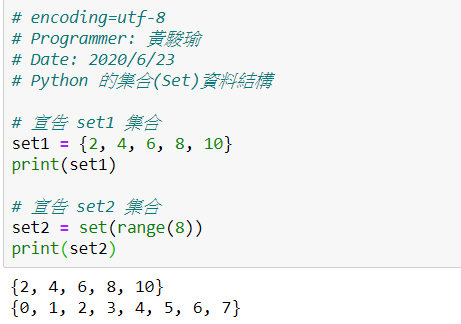 # encoding=utf-8
# Programmer: 黃駿瑜
# Date: 2020/6/23
# Python 的集合(Set)資料結構
# 宣告 set1 集合
set1 = {2, 4, 6, 8, 10}
print(set1)
# 宣告 set2 集合
set2 = set(range(8))
print(set2)
{2, 4, 6, 8, 10}
{0, 1, 2, 3, 4, 5, 6, 7}